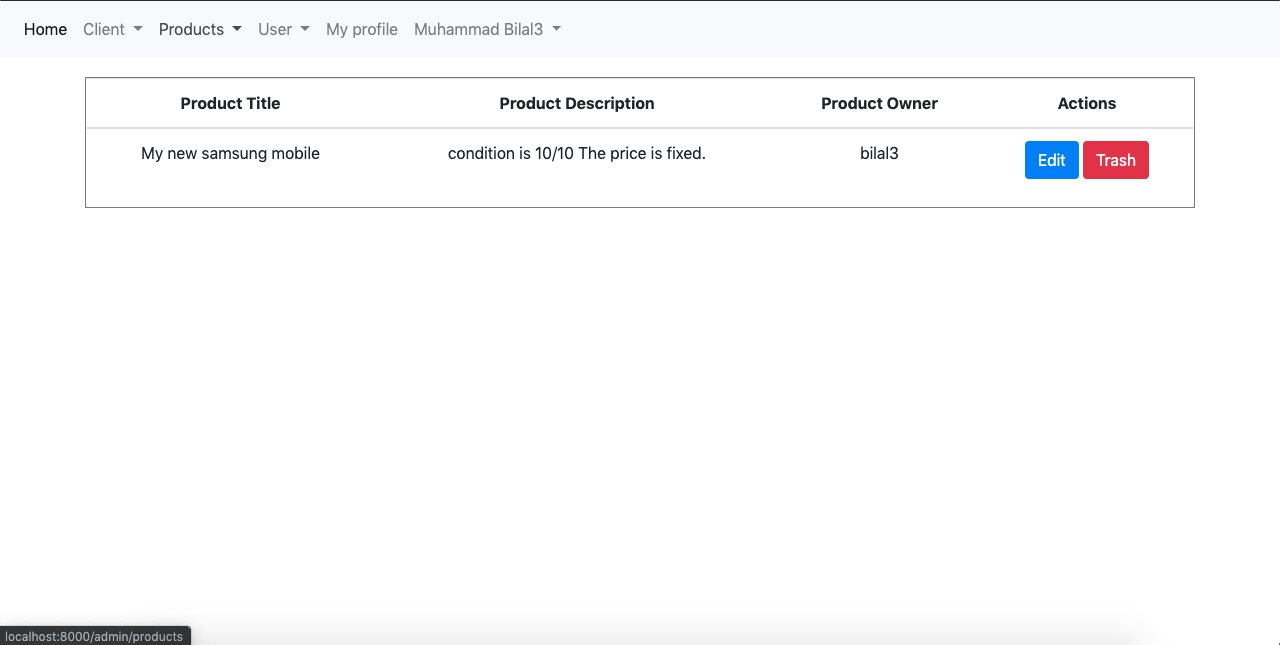 Home Client Products User My profile Muhammad Bilal3
Product Title Product Description Product Owner Actions
My new samsung mobile condition is 10/10 The price is fixed. bilal3 Edit Trash
localhost:8000/admin/products